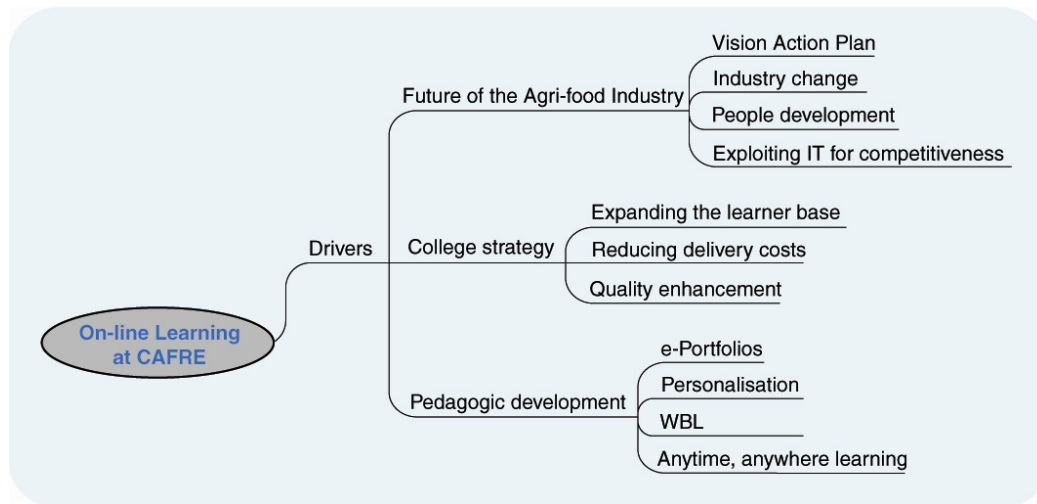 On-line Learning
at CAFRE
Drivers
Future of the Agri-food Industry
Vision Action Plan
Industry change
People development
Exploiting IT for competitiveness
College strategy
Expanding the learner base
Reducing delivery costs
Quality enhancement
Pedagogic development
e-Portfolios
Personalisation
WBL
Anytime, anywhere learning